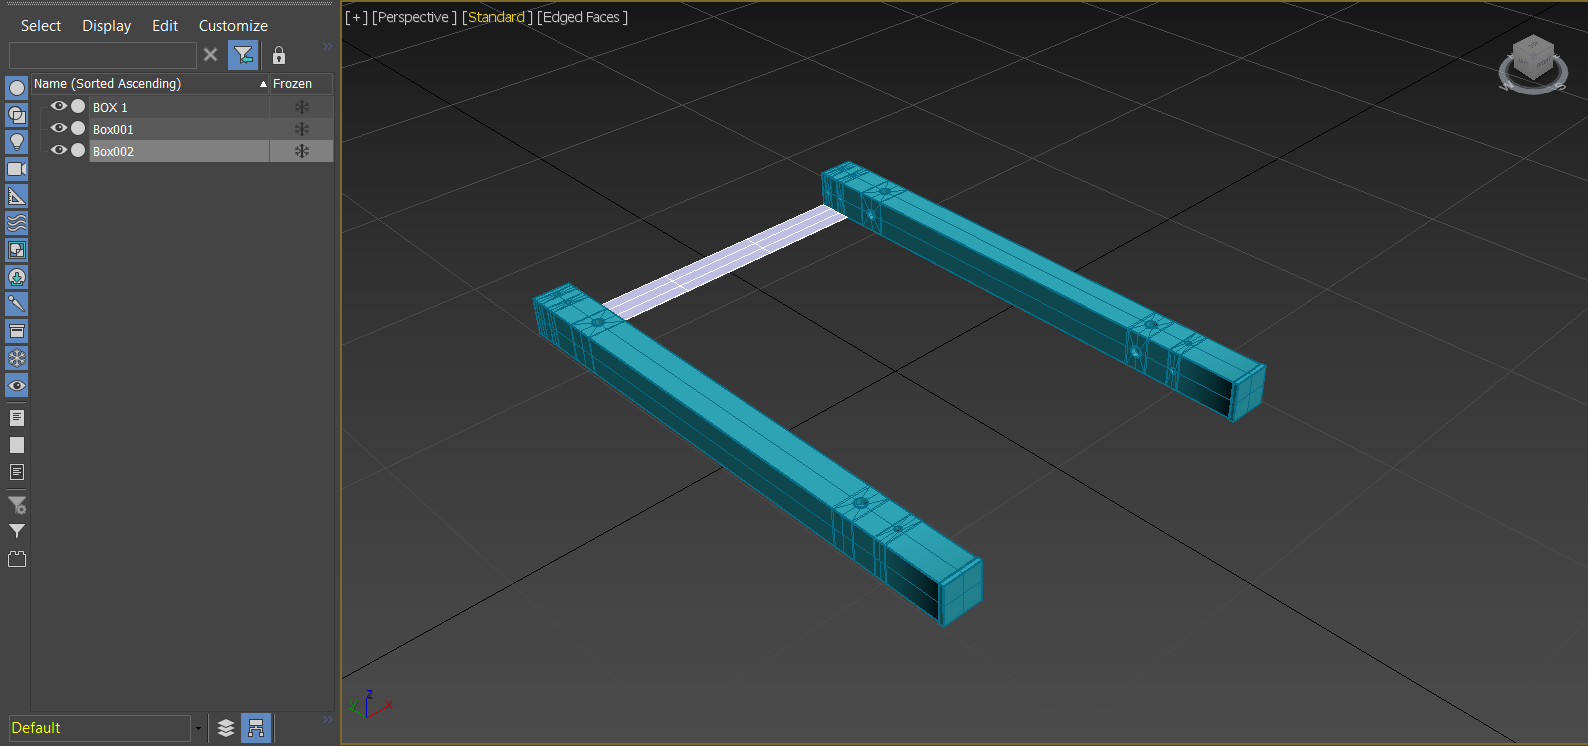 Select Display Edit Customize
[+] [Perspective ] [Standard ] [Edged Faces ]
Name (Sorted Ascending) Frozen
BOX 1
Box001
Box002
Default
z
y x